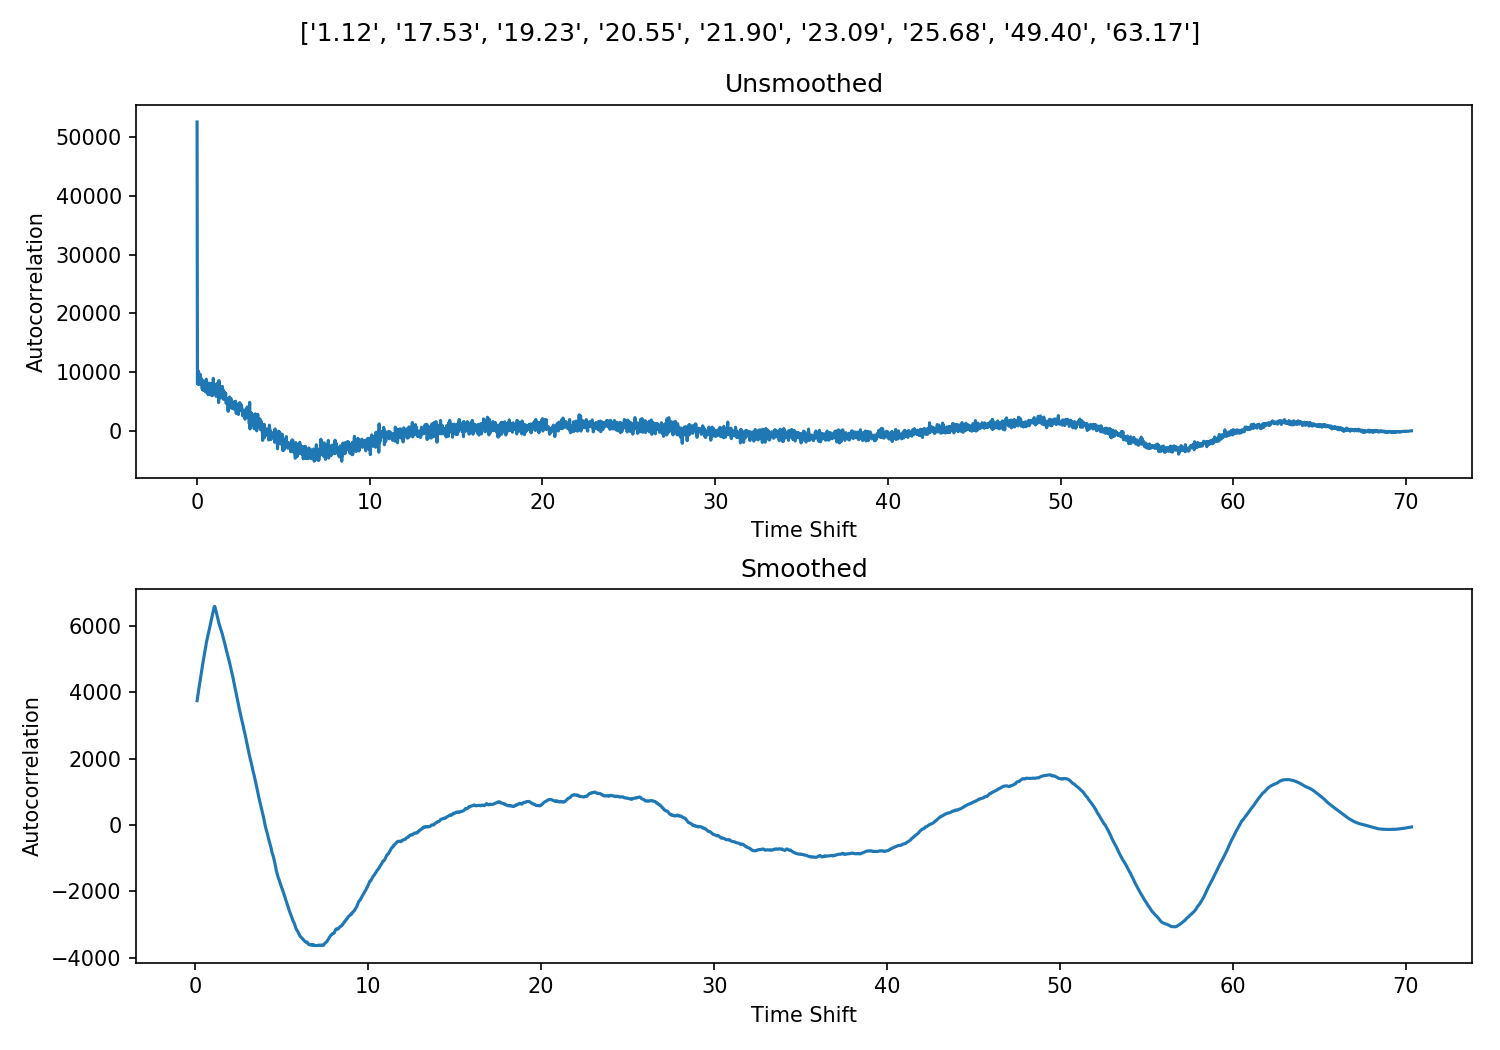 ['1.12', '17.53', '19.23', '20.55', '21.90', '23.09', '25.68', '49.40', '63.17']
Unsmoothed
50000
40000
30000
20000
10000
0
Autocorrelation
0 10 20 30 40 50 60 70
Time Shift
Smoothed
6000
4000
2000
0
−2000
−4000
Autocorrelation
0 10 20 30 40 50 60 70
Time Shift